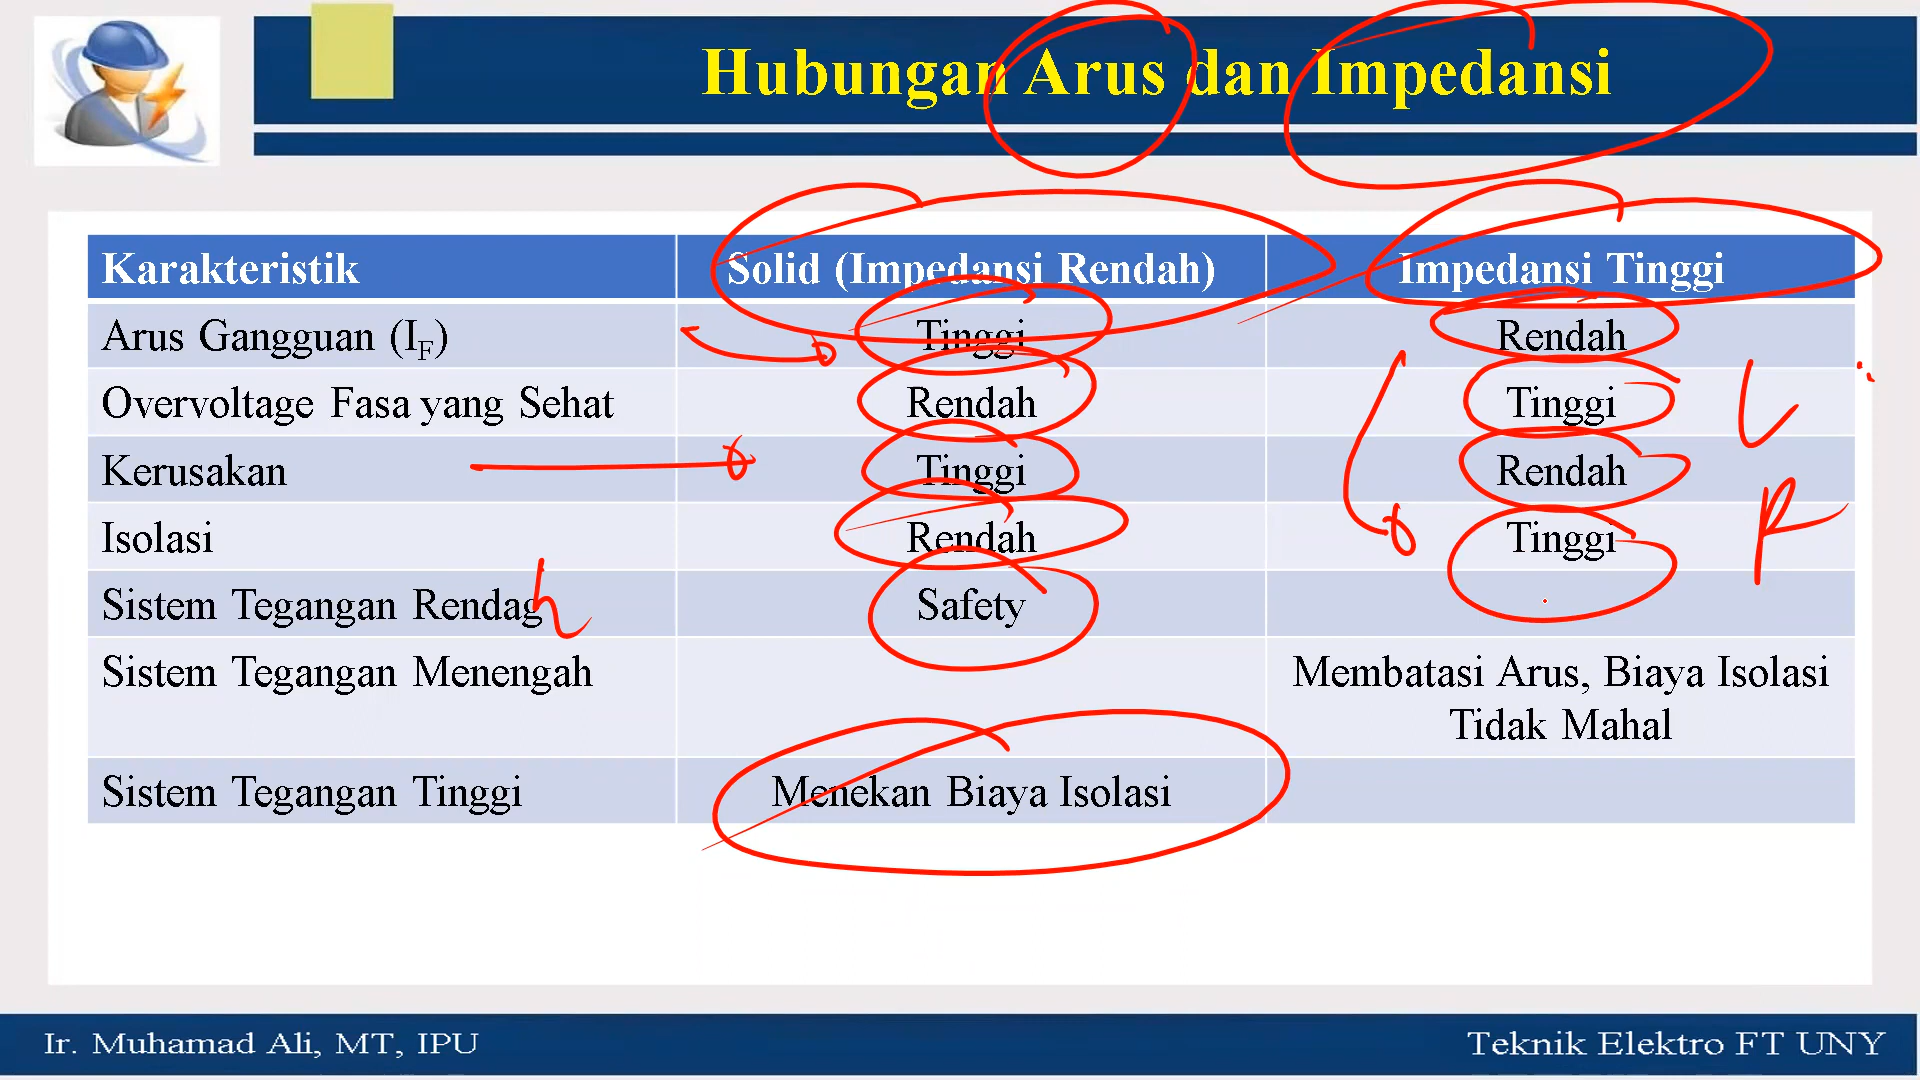 Hubungan Arus dan Impedansi
Karakteristik Solid (Impedansi Rendah) Impedansi Tinggi
Arus Gangguan (IF) Tinggi Rendah
Overvoltage Fasa yang Sehat Rendah Tinggi
Kerusakan Tinggi Rendah
Isolasi Rendah Tinggi
Sistem Tegangan Rendag h Safety
Sistem Tegangan Menengah Membatasi Arus, Biaya Isolasi
Tidak Mahal
Sistem Tegangan Tinggi Menekan Biaya Isolasi
Ir. Muhamad Ali, MT, IPU
Teknik Elektro FT UNY